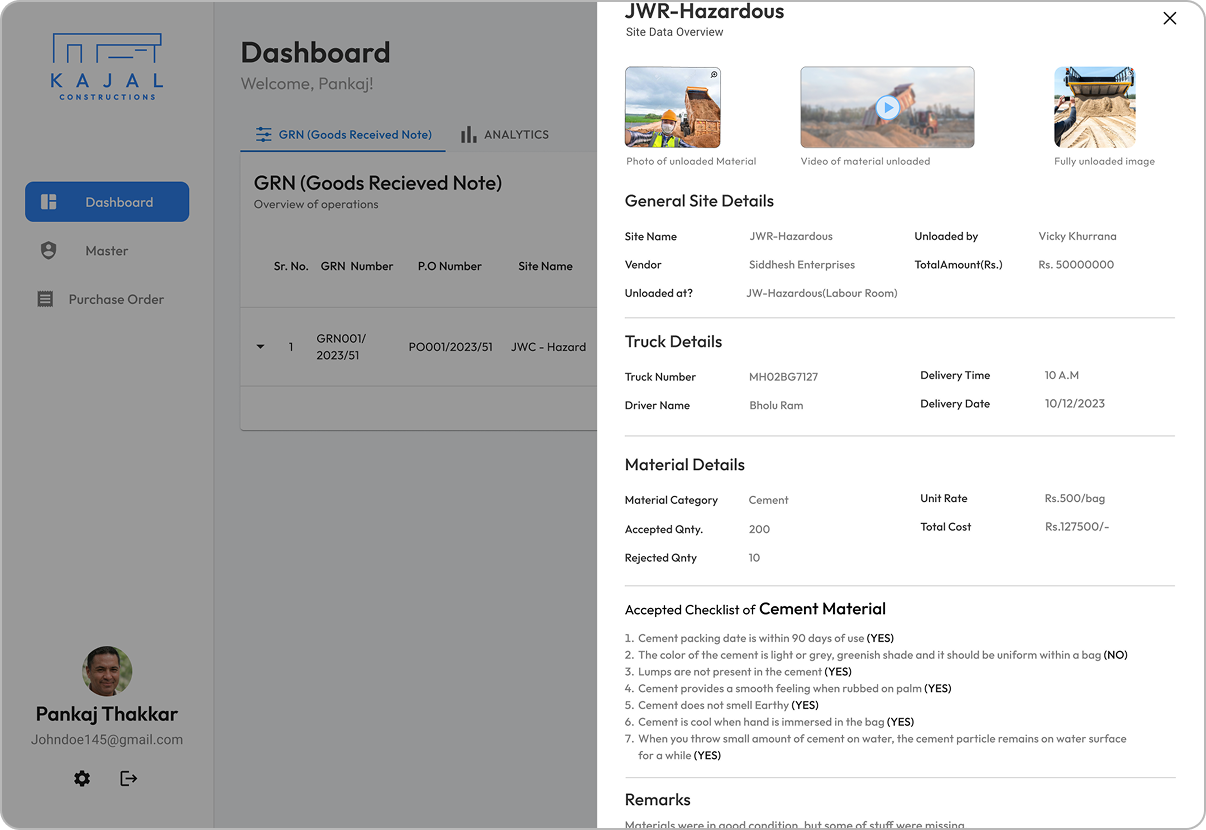 KAJAL
CONSTRUCTIONS
Dashboard
Master
Purchase Order
Pankaj Thakkar
Johndoe145@gmail.com
Dashboard
Welcome, Pankaj!
GRN (Goods Received Note)
ANALYTICS
GRN (Goods Recieved Note)
Overview of operations
Sr. No. GRN Number P.O Number Site Name
1 GRN001/2023/51 PO001/2023/51 JWC - Hazard
JWR-Hazardous
Site Data Overview
Photo of unloaded Material
Video of material unloaded
Fully unloaded image
General Site Details
Site Name JWR-Hazardous Unloaded by Vicky Khurrana
Vendor Siddhesh Enterprises TotalAmount(Rs.) Rs. 50000000
Unloaded at? JW-Hazardous(Labour Room)
Truck Details
Truck Number MH02BG7127 Delivery Time 10 A.M
Driver Name Bholu Ram Delivery Date 10/12/2023
Material Details
Material Category Cement Unit Rate Rs.500/bag
Accepted Qnty. 200 Total Cost Rs.127500/-
Rejected Qnty 10
Accepted Checklist of Cement Material
1. Cement packing date is within 90 days of use (YES)
2. The color of the cement is light or grey, greenish shade and it should be uniform within a bag (NO)
3. Lumps are not present in the cement (YES)
4. Cement provides a smooth feeling when rubbed on palm (YES)
5. Cement does not smell Earthy (YES)
6. Cement is cool when hand is immersed in the bag (YES)
7. When you throw small amount of cement on water, the cement particle remains on water surface
for a while (YES)
Remarks
Materials were in good condition, but some of stuff were missing